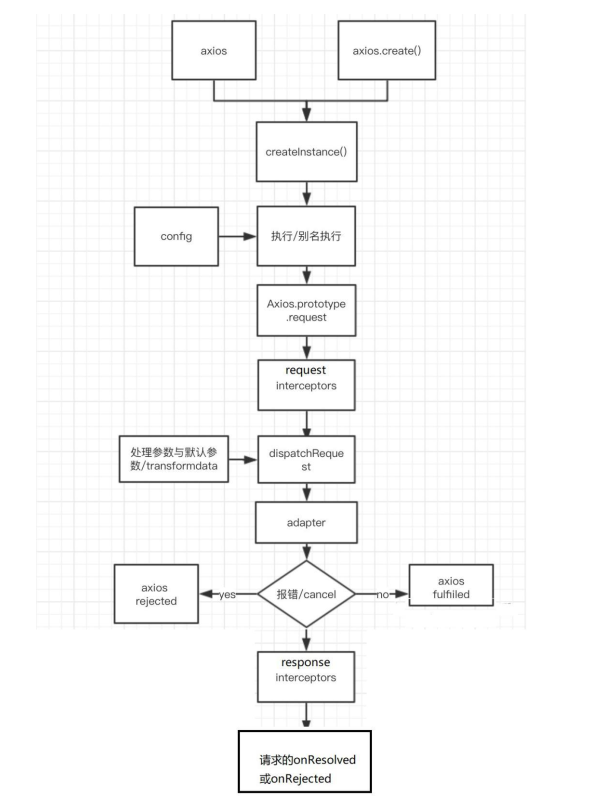 axios
axios.create()
createInstance()
config
执行/别名执行
Axios.prototype
.request
request
interceptors
处理参数与默认参
数/transformdata
dispatchReque
st
adapter
axios
rejected
yes
报错/cancel
no
axios
fulfiiled
response
interceptors
请求的onResolved
或onRejected